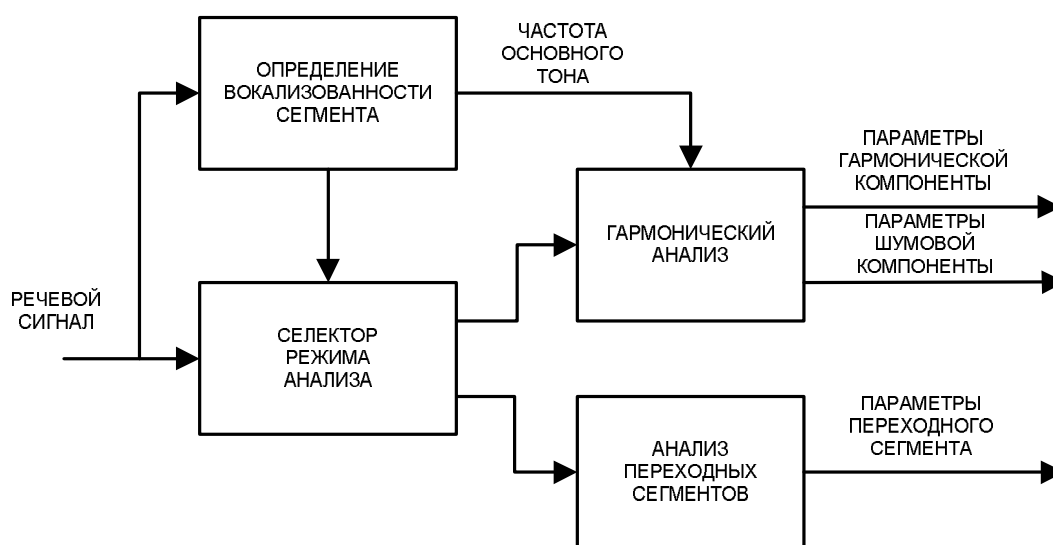 ЧАСТОТА
ОСНОВНОГО
ТОНА
ОПРЕДЕЛЕНИЕ
ВОКАЛИЗОВАННОСТИ
СЕГМЕНТА
ПАРАМЕТРЫ
ГАРМОНИЧЕСКОЙ
КОМПОНЕНТЫ
ГАРМОНИЧЕСКИЙ
АНАЛИЗ
ПАРАМЕТРЫ
ШУМОВОЙ
КОМПОНЕНТЫ
РЕЧЕВОЙ
СИГНАЛ
СЕЛЕКТОР
РЕЖИМА
АНАЛИЗА
АНАЛИЗ
ПЕРЕХОДНЫХ
СЕГМЕНТОВ
ПАРАМЕТРЫ
ПЕРЕХОДНОГО
СЕГМЕНТА